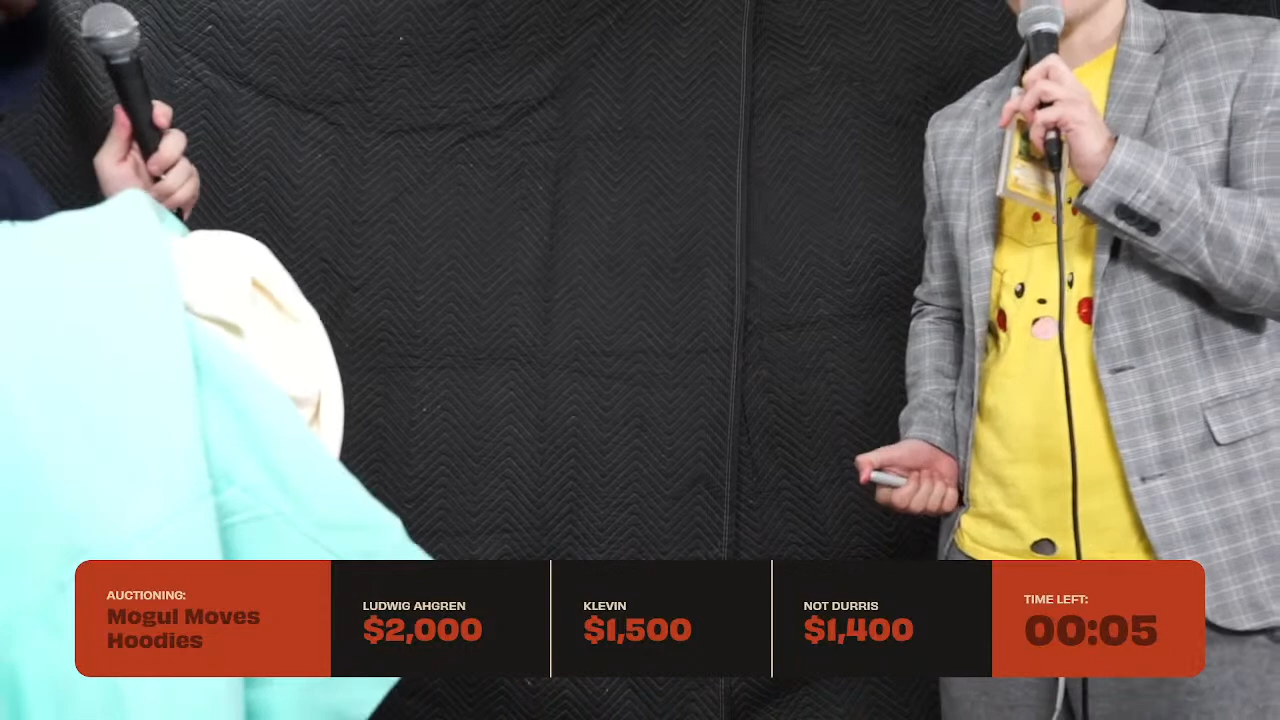 AUCTIONING:
Mogul Moves
Hoodies
LUDWIG AHGREN
$2,000
KLEVIN
$1,500
NOT DURRIS
$1,400
TIME LEFT:
00:05